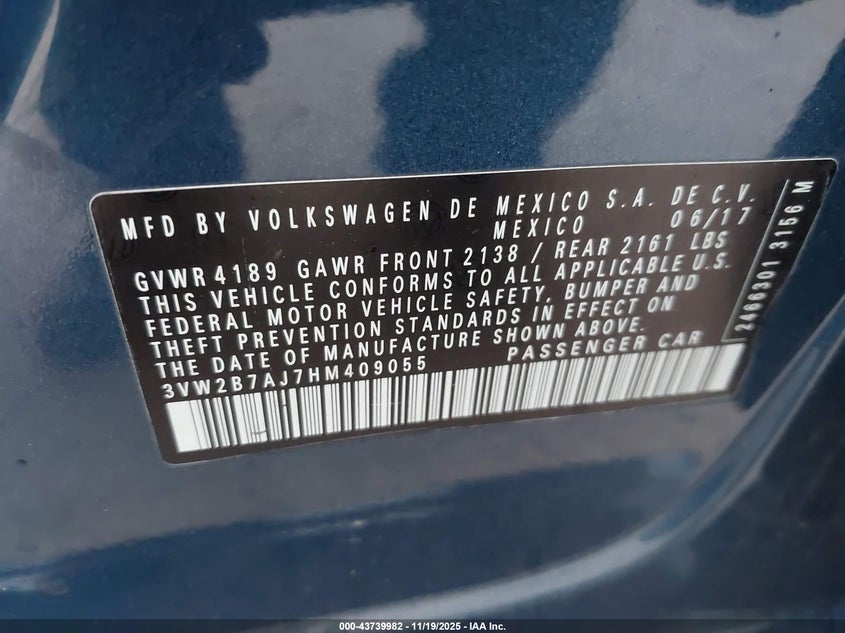 MFD BY VOLKSWAGEN DE MEXICO S.A. DE C.V.
MEXICO 06/17
GVWR 4189 GAWR FRONT 2138 / REAR 2161 LBS
THIS VEHICLE CONFORMS TO ALL APPLICABLE U.S.
FEDERAL MOTOR VEHICLE SAFETY, BUMPER AND
THEFT PREVENTION STANDARDS IN EFFECT ON
THE DATE OF MANUFACTURE SHOWN ABOVE.
3VW2B7AJ7HM409055 PASSENGER CAR
2486301 3156 M
000-43739982 — 11/19/2025 — IAA Inc.